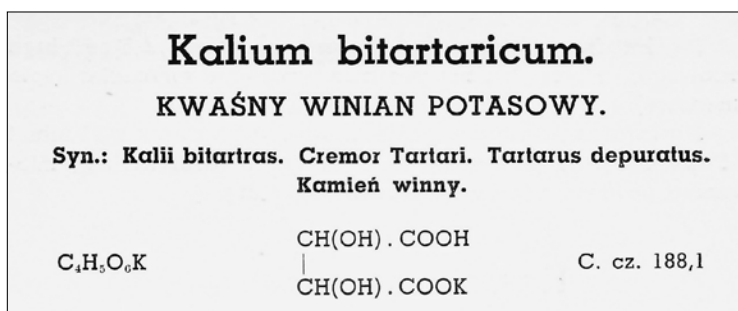 Kalium bitartaricum.
KWAŚNY WINIAN POTASOWY.
Syn.: Kalii bitartras. Cremor Tartari. Tartarus depuratus.
Kamień winny.
CH(OH) . COOH
C₄H₅O₆K | C. cz. 188,1
CH(OH) . COOK